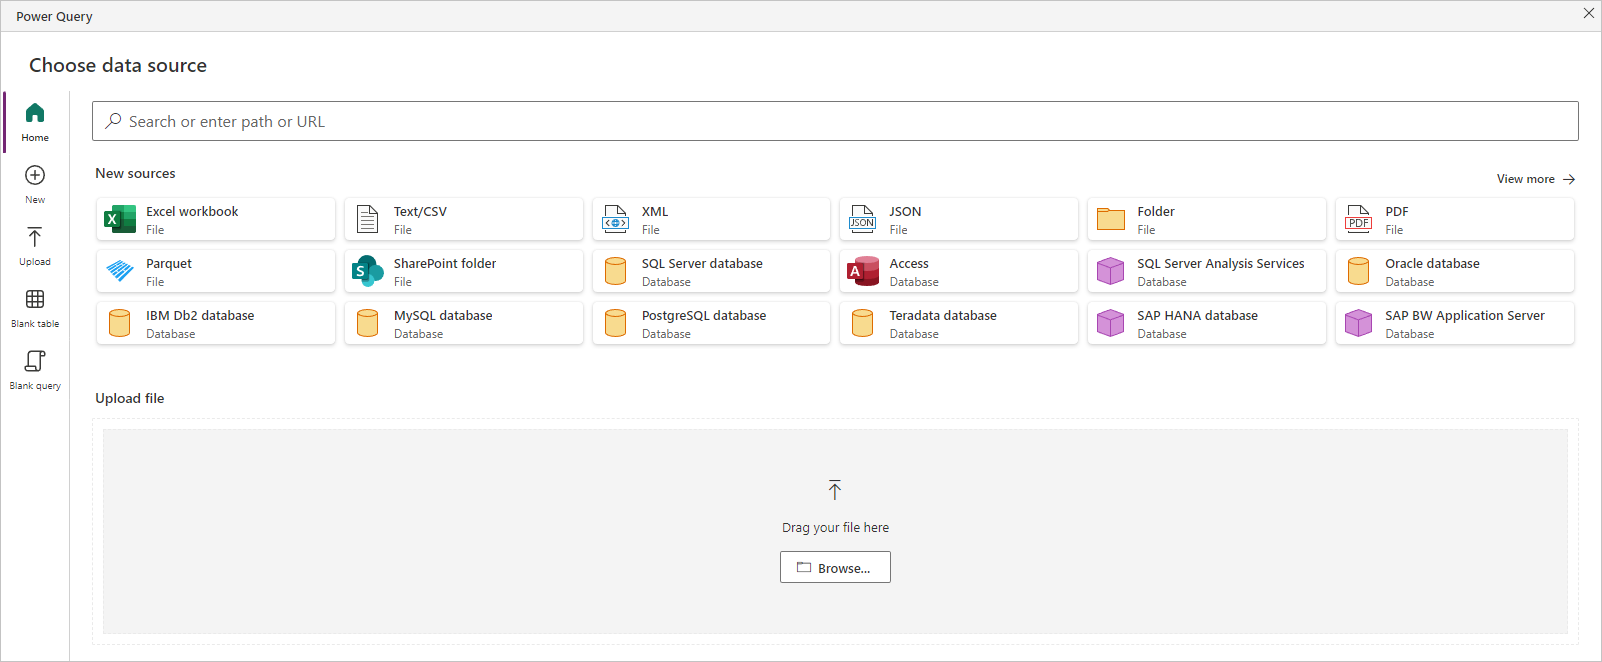 Power Query
Choose data source
Home
New
Upload
Blank table
Blank query
Search or enter path or URL
New sources
View more
Excel workbook
File
Text/CSV
File
XML
File
JSON
JSON
File
Folder
File
PDF
PDF
File
Parquet
File
SharePoint folder
File
SQL Server database
Database
Access
Database
SQL Server Analysis Services
Database
Oracle database
Database
IBM Db2 database
Database
MySQL database
Database
PostgreSQL database
Database
Teradata database
Database
SAP HANA database
Database
SAP BW Application Server
Database
Upload file
Drag your file here
Browse...